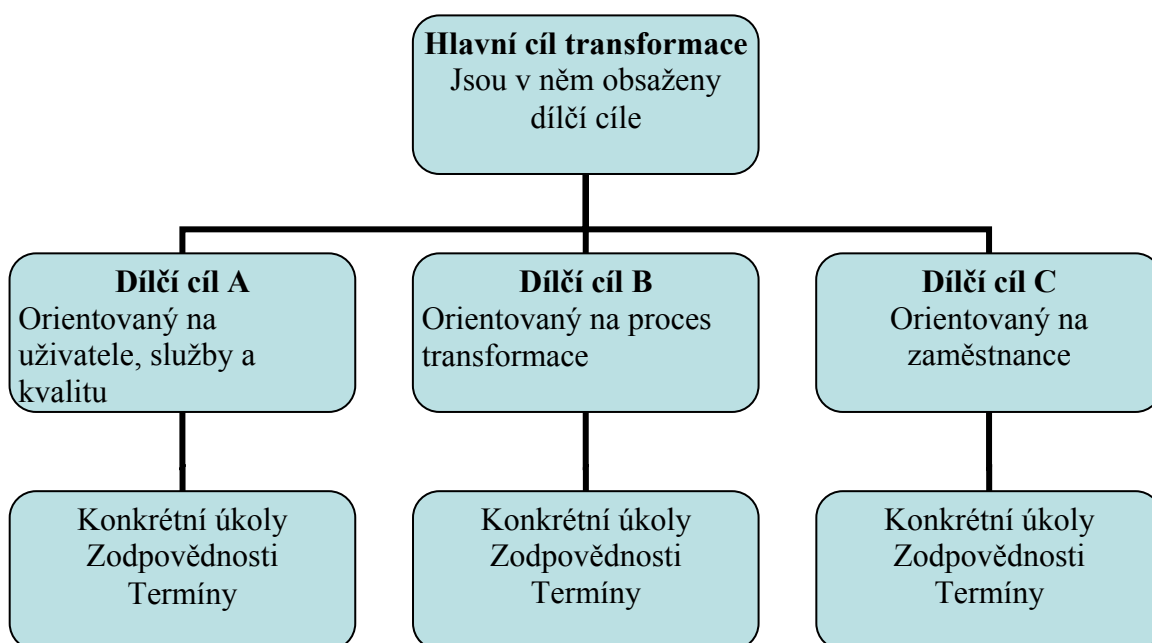 Hlavní cíl transformace
Jsou v něm obsaženy
dílčí cíle
Dílčí cíl A
Orientovaný na
uživatele, služby a
kvalitu
Dílčí cíl B
Orientovaný na proces
transformace
Dílčí cíl C
Orientovaný na
zaměstnance
Konkrétní úkoly
Zodpovědnosti
Termíny
Konkrétní úkoly
Zodpovědnosti
Termíny
Konkrétní úkoly
Zodpovědnosti
Termíny